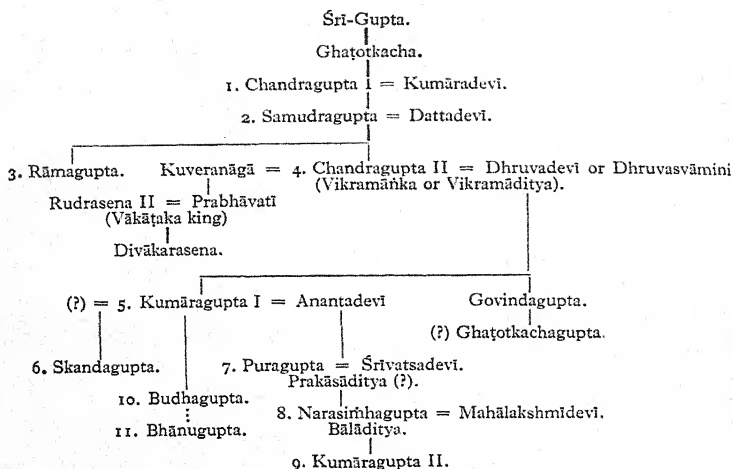 Śrī-Gupta.
Ghaṭotkacha.
1. Chandragupta I = Kumāradevī.
2. Samudragupta = Dattadevī.
3. Rāmagupta. Kuveranāgā = 4. Chandragupta II = Dhruvadevī or Dhruvasvāmini
(Vikramāṅka or Vikramāditya).
Rudrasena II = Prabhāvatī
(Vākāṭaka king)
Divākarasena.
(?) = 5. Kumāragupta I = Anantadevī Govindagupta.
(?) Ghaṭotkachagupta.
6. Skandagupta. 7. Puragupta = Śrīvatsadevī.
Prakāsāditya (?).
10. Budhagupta.
8. Narasiṁhagupta = Mahālakshmīdevī.
11. Bhānugupta. Bālāditya.
9. Kumāragupta II.